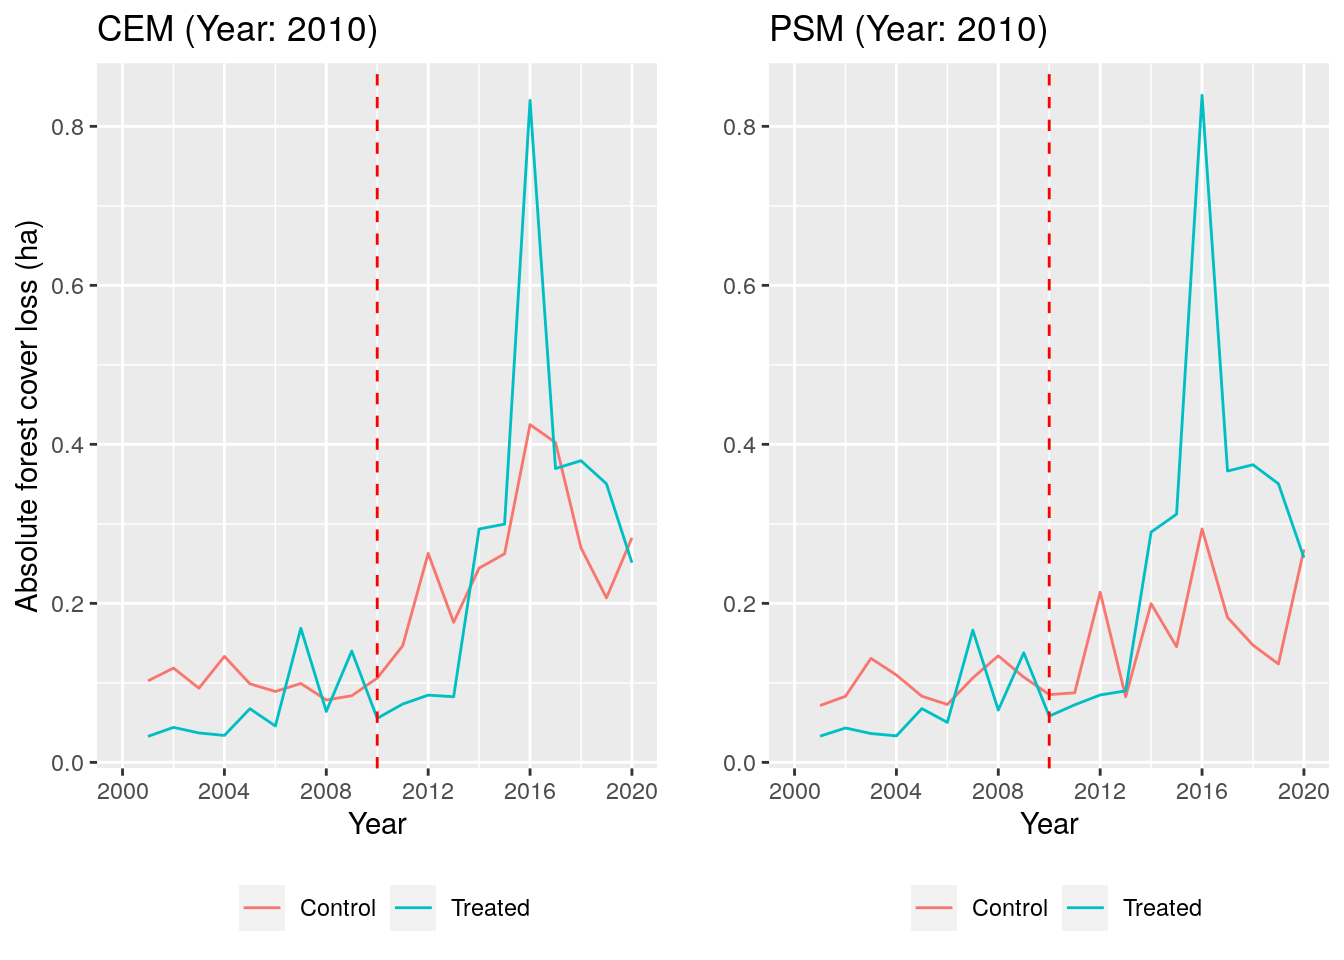 CEM (Year: 2010)
Absolute forest cover loss (ha)
0.8
0.6
0.4
0.2
0.0
2000 2004 2008 2012 2016 2020
Year
Control Treated
PSM (Year: 2010)
0.8
0.6
0.4
0.2
0.0
2000 2004 2008 2012 2016 2020
Year
Control Treated